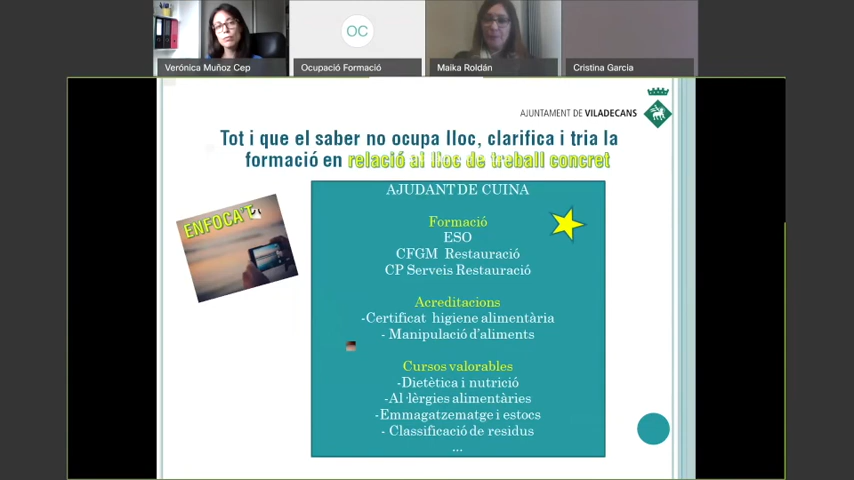 OC
Verónica Muñoz Cep
Ocupació Formació
Maika Roldán
Cristina Garcia
AJUNTAMENT DE VILADECANS
Tot i que el saber no ocupa lloc, clarifica i tria la
formació en relació al lloc de treball concret
ENFOCA'T
AJUDANT DE CUINA
Formació
ESO
CFGM Restauració
CP Serveis Restauració
Acreditacions
-Certificat higiene alimentària
- Manipulació d'aliments
Cursos valorables
-Dietètica i nutrició
-Al·lèrgies alimentàries
-Emmagatzematge i estocs
- Classificació de residus
...